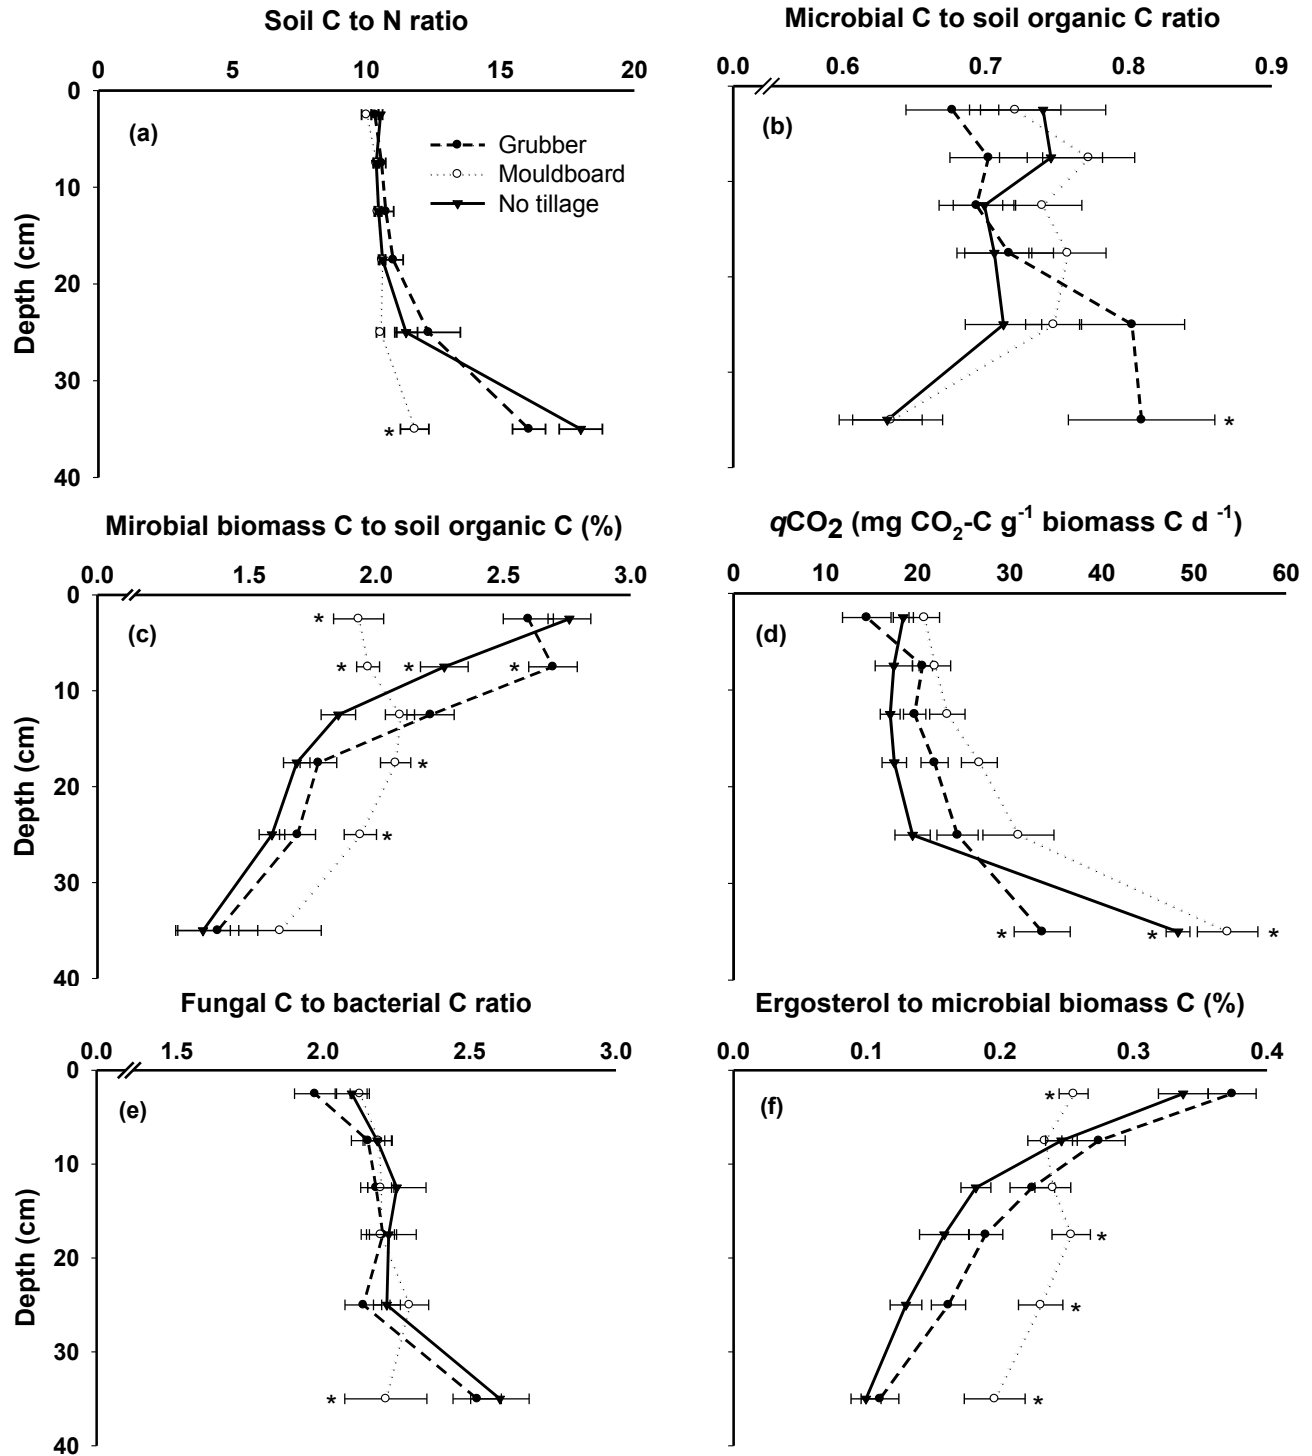 Soil C to N ratio
0 5 10 15 20
0
10
20
30
40
Depth (cm)
(a)
Grubber
Mouldboard
No tillage
*
Microbial C to soil organic C ratio
0.0 0.6 0.7 0.8 0.9
(b)
*
Mirobial biomass C to soil organic C (%)
0.0 1.5 2.0 2.5 3.0
0
10
20
30
40
Depth (cm)
(c)
*
* * *
*
*
qCO2 (mg CO2-C g-1 biomass C d -1)
0 10 20 30 40 50 60
(d)
* * *
Fungal C to bacterial C ratio
0.0 1.5 2.0 2.5 3.0
0
10
20
30
40
Depth (cm)
(e)
*
Ergosterol to microbial biomass C (%)
0.0 0.1 0.2 0.3 0.4
(f)
*
*
*
*